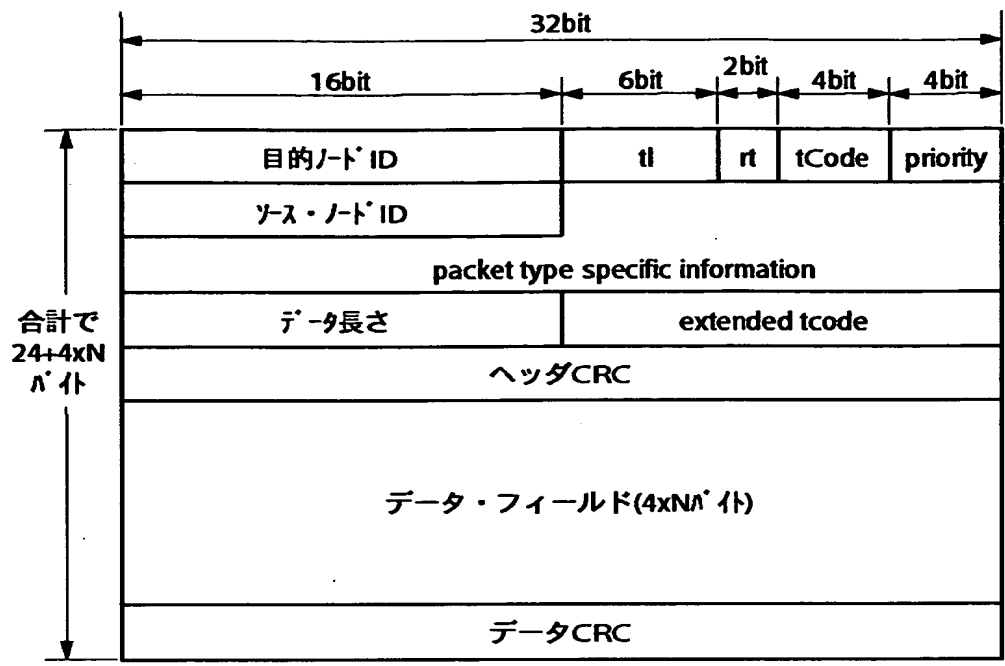 32bit
16bit 6bit 2bit 4bit 4bit
目的ﾉｰﾄﾞID tl rt tCode priority
ｿｰｽ・ﾉｰﾄﾞID
packet type specific information
ﾃﾞｰﾀ長さ extended tcode
合計で
24+4xN
ﾊﾞｲﾄ
ヘッダCRC
データ・フィールド(4xNﾊﾞｲﾄ)
データCRC